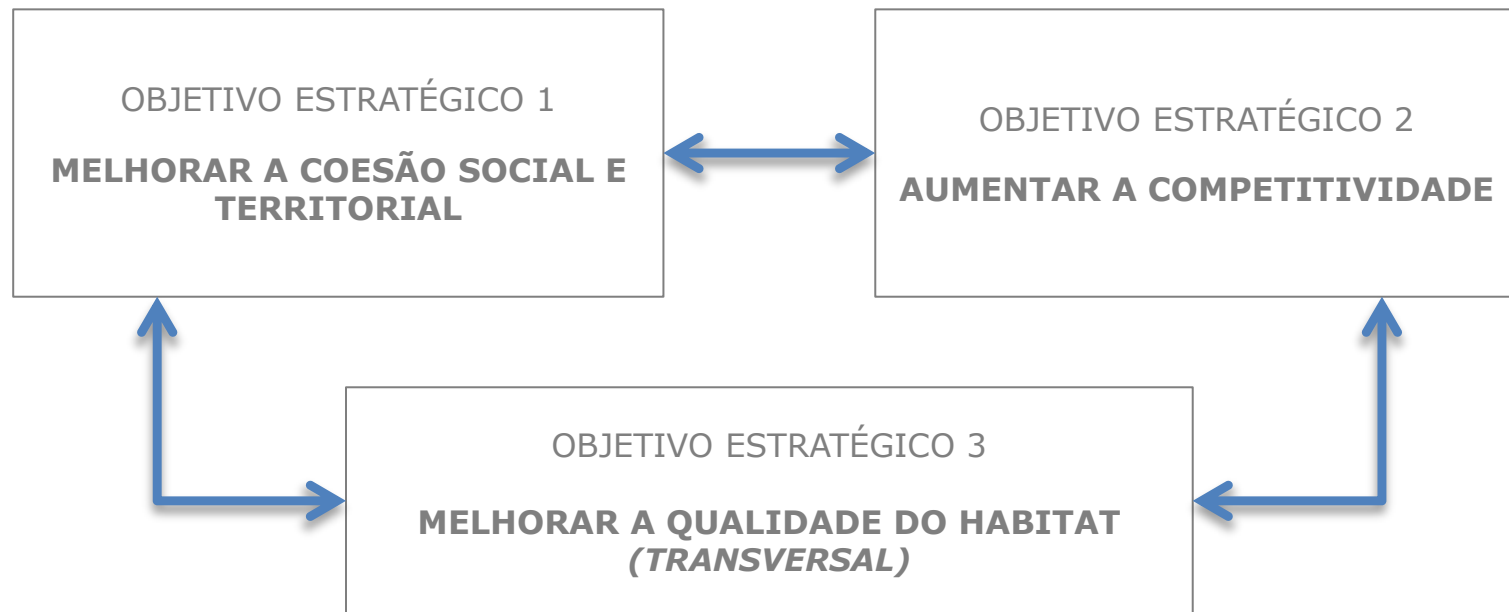 OBJETIVO ESTRATÉGICO 1
MELHORAR A COESÃO SOCIAL E
TERRITORIAL
OBJETIVO ESTRATÉGICO 2
AUMENTAR A COMPETITIVIDADE
OBJETIVO ESTRATÉGICO 3
MELHORAR A QUALIDADE DO HABITAT
(TRANSVERSAL)